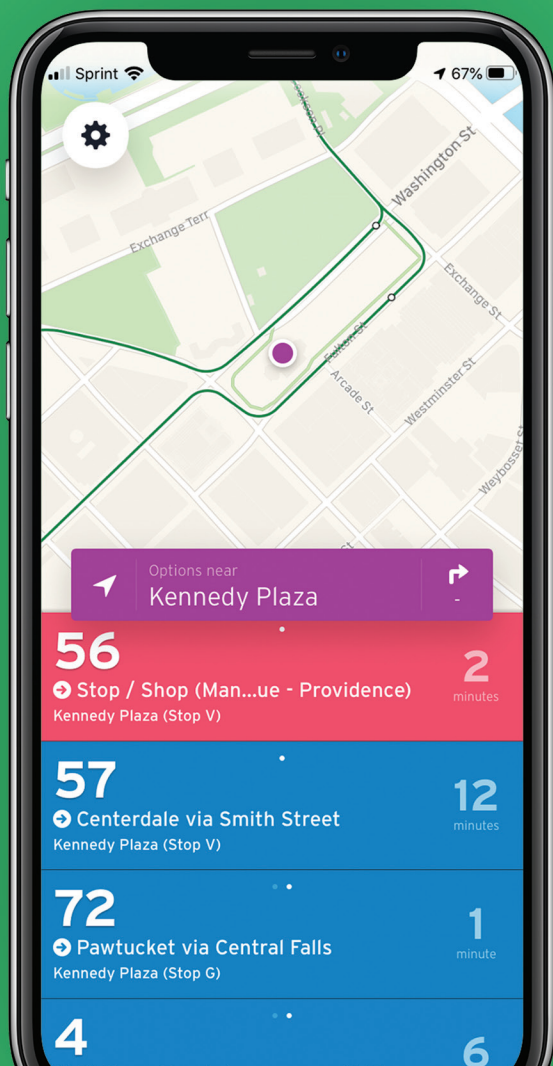 Sprint
67%
Washington St
Exchange Terr
Exchange St
Fulton St
Arcade St
Westminster St
Weybosset St
St
Options near
Kennedy Plaza
-
56
Stop / Shop (Man...ue - Providence)
Kennedy Plaza (Stop V)
2
minutes
57
Centerdale via Smith Street
Kennedy Plaza (Stop V)
12
minutes
72
Pawtucket via Central Falls
Kennedy Plaza (Stop G)
1
minute
4
6